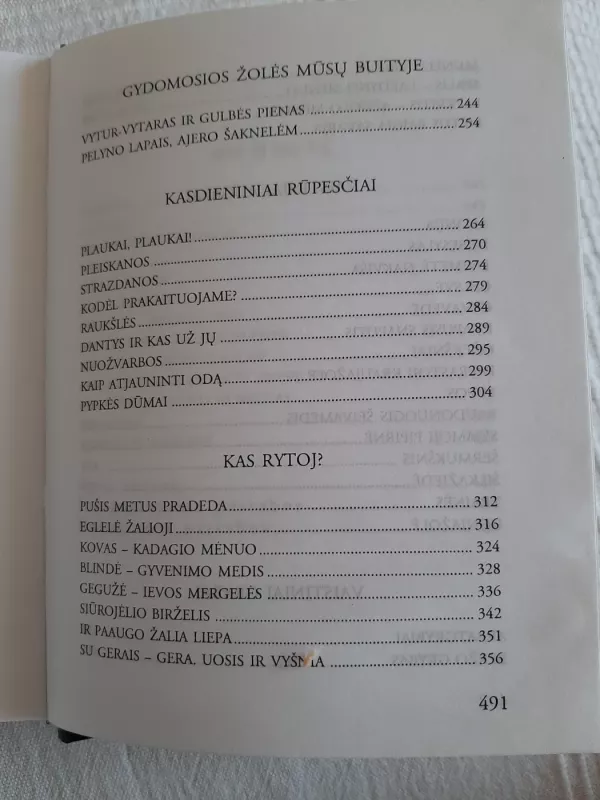 GYDOMOSIOS ŽOLĖS MŪSŲ BUITYJE
VYTUR-VYTARAS IR GULBĖS PIENAS 244
PELYNO LAPAIS, AJERO ŠAKNELĖM 254
KASDIENINIAI RŪPESČIAI
PLAUKAI, PLAUKAI! 264
PLEISKANOS 270
STRAZDANOS 274
KODĖL PRAKAITUOJAME? 279
RAUKŠLĖS 284
DANTYS IR KAS UŽ JŲ 289
NUOŽVARBOS 295
KAIP ATJAUNINTI ODĄ 299
PYPKĖS DŪMAI 304
KAS RYTOJ?
PUŠIS METUS PRADEDA 312
EGLELĖ ŽALIOJI 316
KOVAS – KADAGIO MĖNUO 324
BLINDĖ – GYVENIMO MEDIS 328
GEGUŽĖ – IEVOS MERGELĖS 336
SIŪROJĖLIO BIRŽELIS 342
IR PAAUGO ŽALIA LIEPA 351
SU GERAIS – GERA, UOSIS IR VYŠNIA 356
491